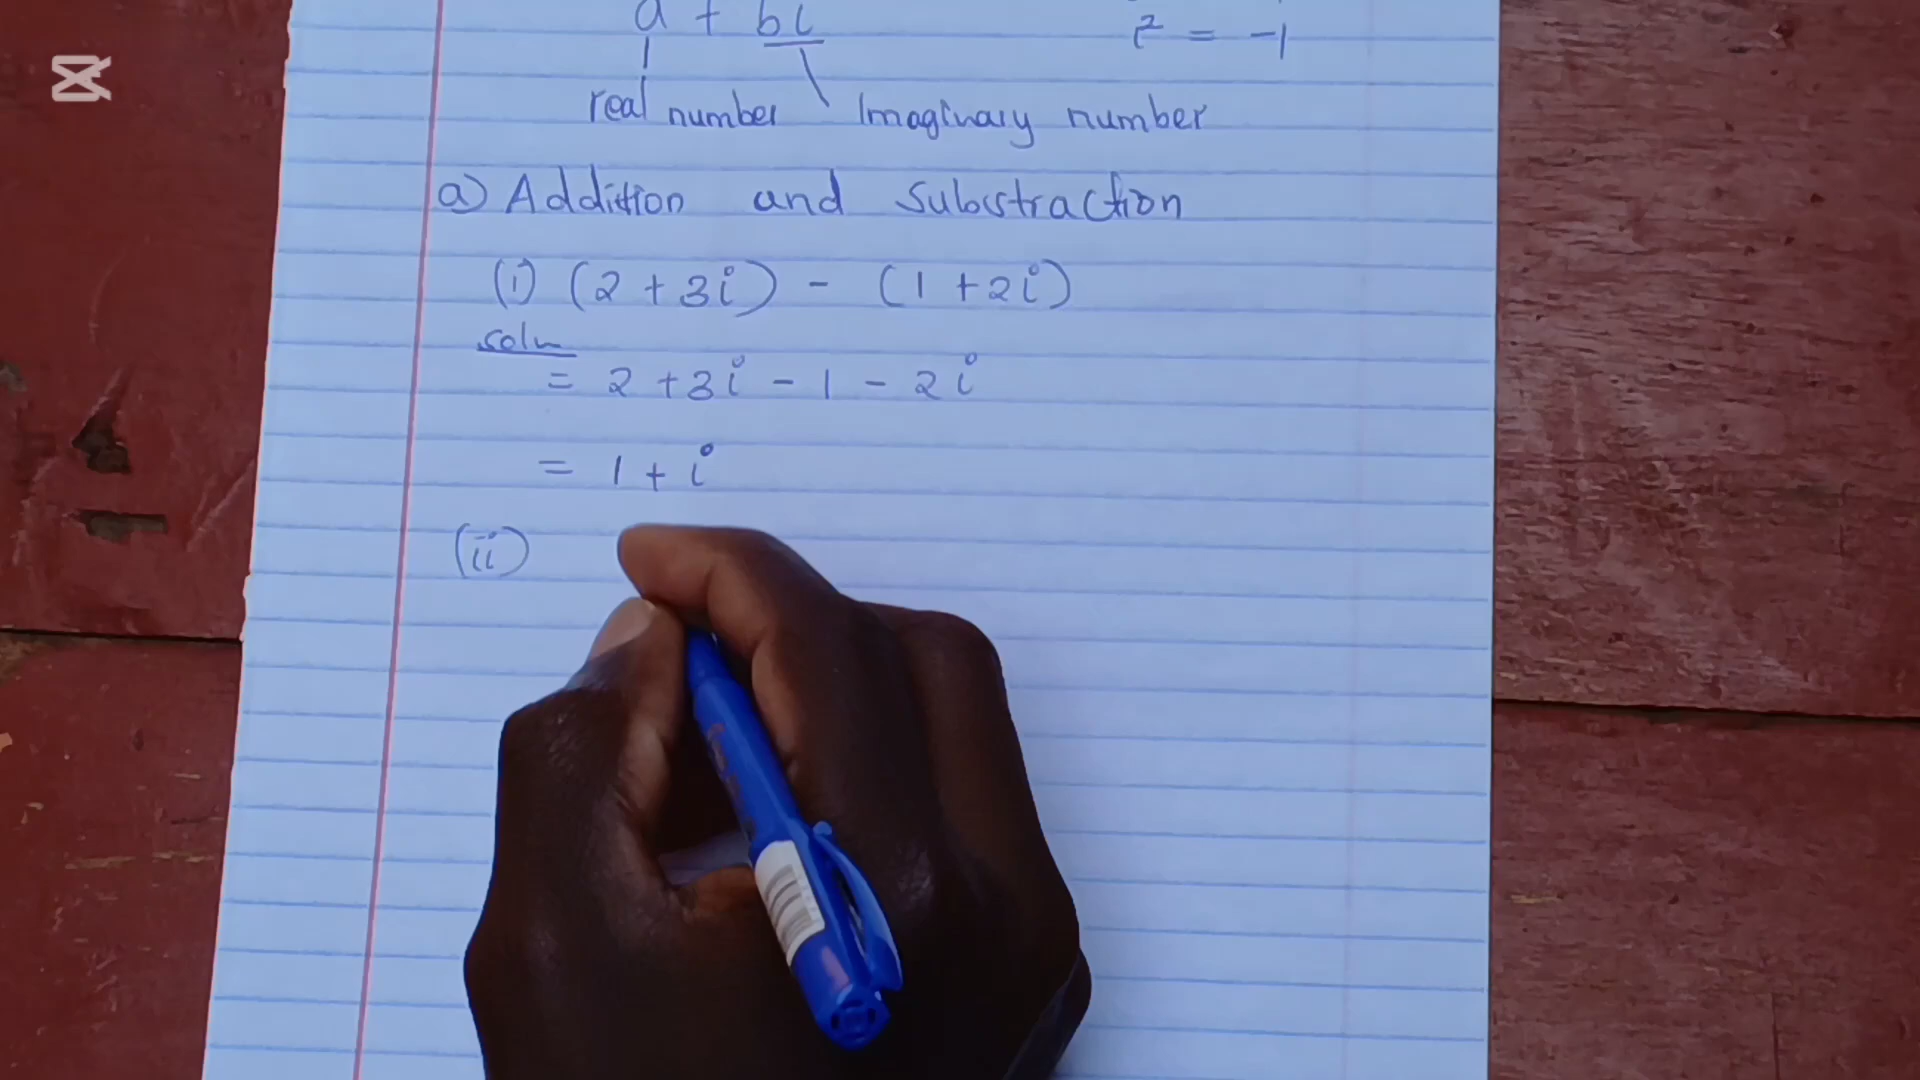 a + bi i² = -1
real number Imaginary number
a) Addition and Substraction
(i) (2 + 3i) - (1 + 2i)
soln
= 2 + 3i - 1 - 2i
= 1 + i
(ii)